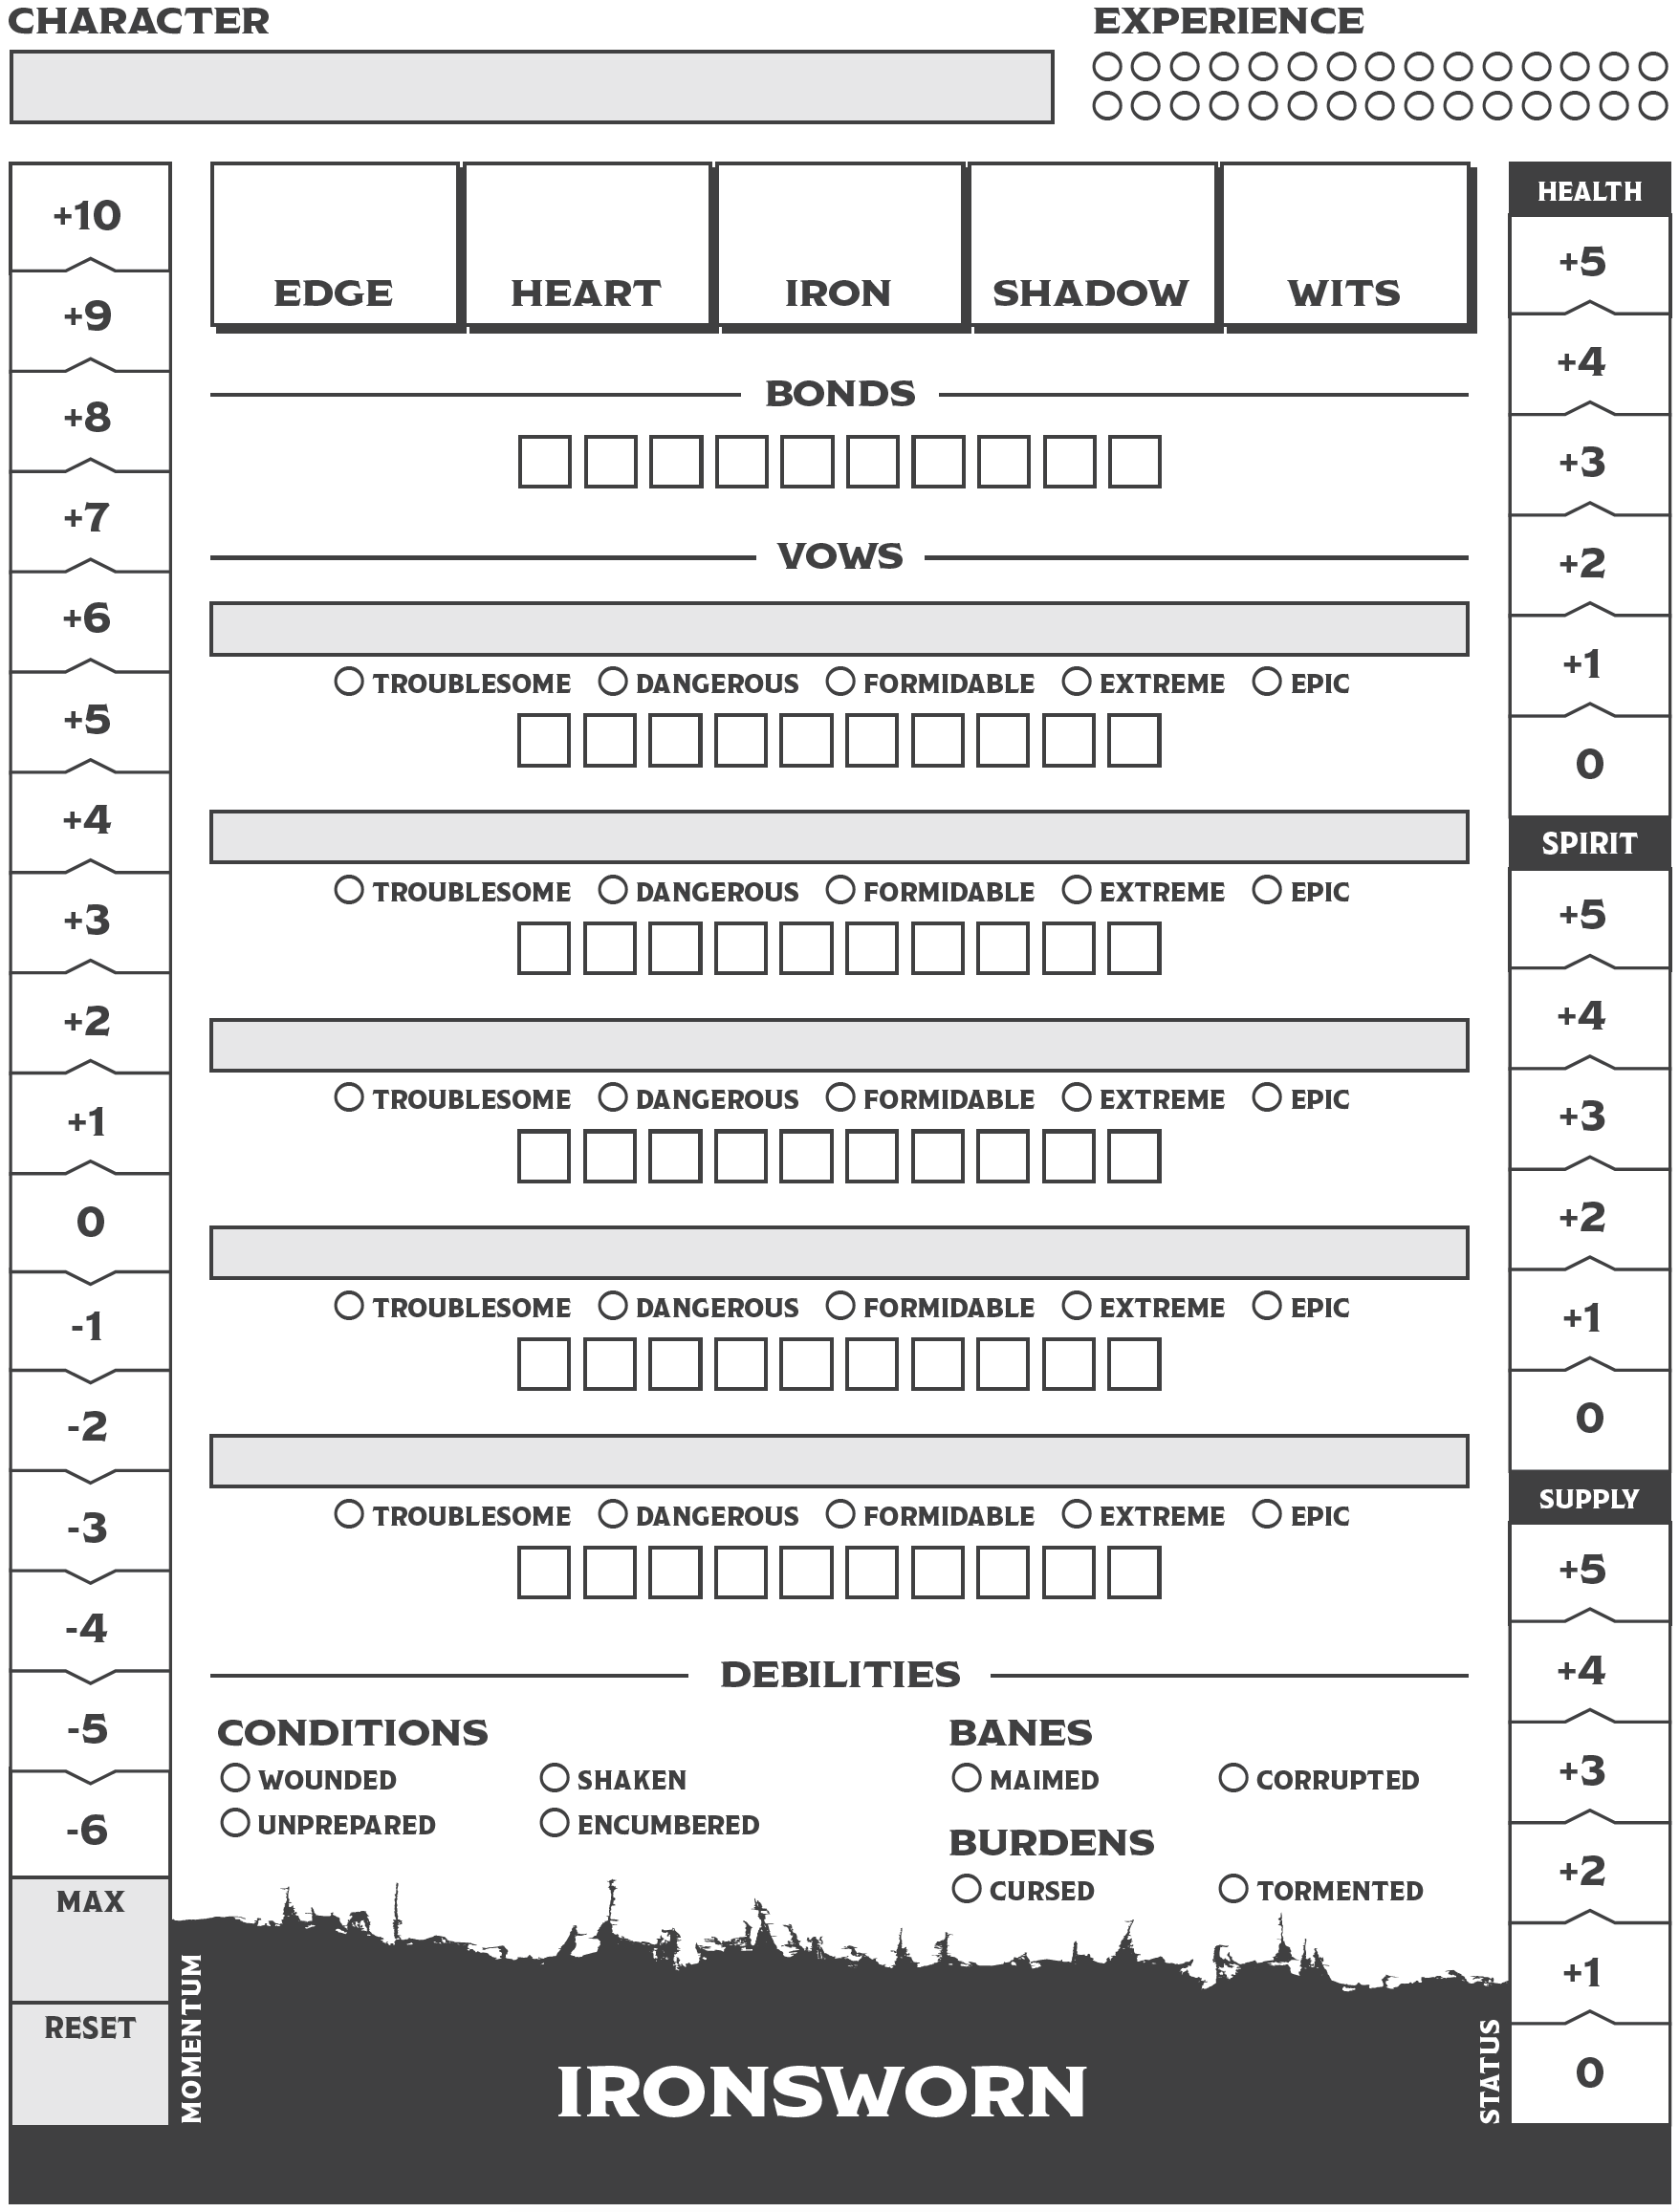 CHARACTER
EXPERIENCE
+10
+9
+8
+7
+6
+5
+4
+3
+2
+1
0
-1
-2
-3
-4
-5
-6
MAX
RESET
MOMENTUM
EDGE HEART IRON SHADOW WITS
BONDS
VOWS
TROUBLESOME DANGEROUS FORMIDABLE EXTREME EPIC
TROUBLESOME DANGEROUS FORMIDABLE EXTREME EPIC
TROUBLESOME DANGEROUS FORMIDABLE EXTREME EPIC
TROUBLESOME DANGEROUS FORMIDABLE EXTREME EPIC
TROUBLESOME DANGEROUS FORMIDABLE EXTREME EPIC
DEBILITIES
CONDITIONS
WOUNDED SHAKEN
UNPREPARED ENCUMBERED
BANES
MAIMED CORRUPTED
BURDENS
CURSED TORMENTED
IRONSWORN
HEALTH
+5
+4
+3
+2
+1
0
SPIRIT
+5
+4
+3
+2
+1
0
SUPPLY
+5
+4
+3
+2
+1
0
STATUS